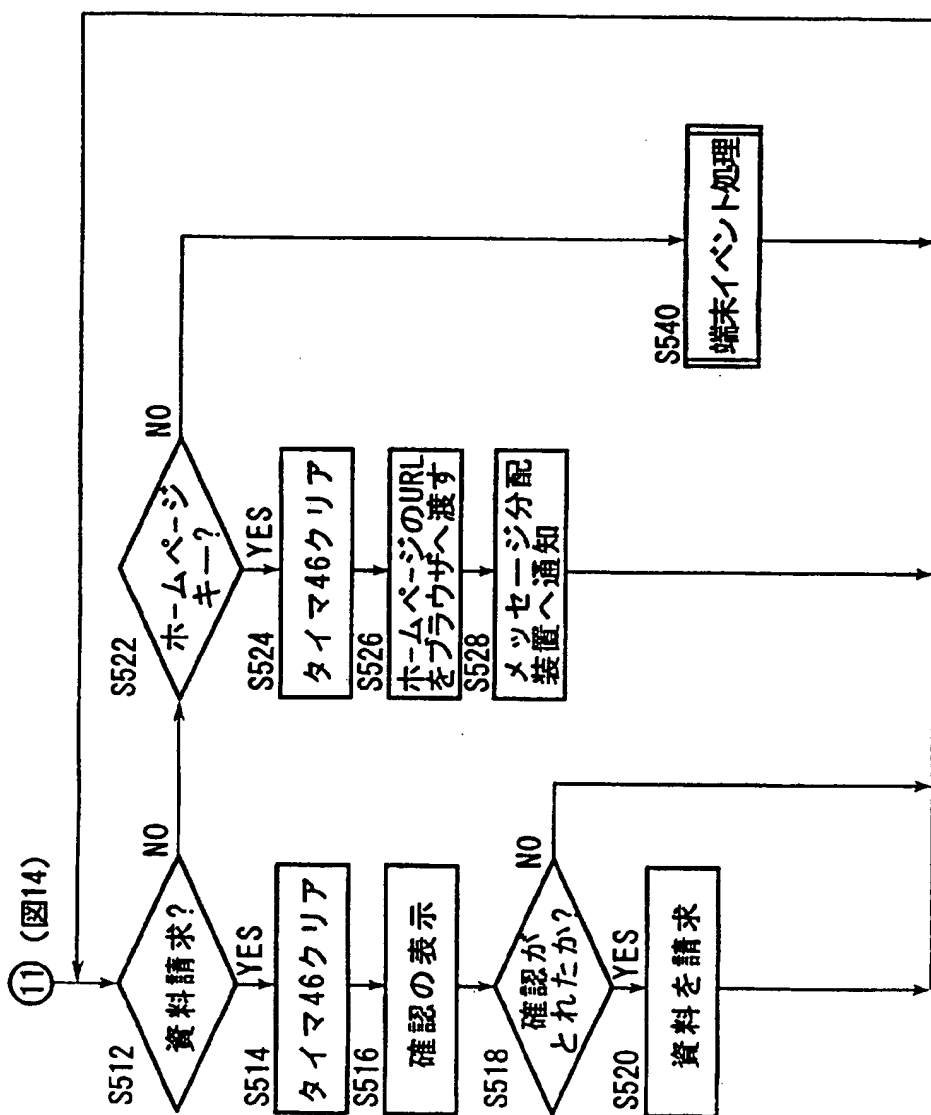 11 (図14)
S512
資料請求?
NO
YES
S514
タイマ46クリア
S516
確認の表示
S518
確認が
とれたか?
NO
YES
S520
資料を請求
S522
ホームページ
キー?
NO
YES
S524
タイマ46クリア
S526
ホームページのURL
をブラウザへ渡す
S528
メッセージ分配
装置へ通知
S540
端末イベント処理